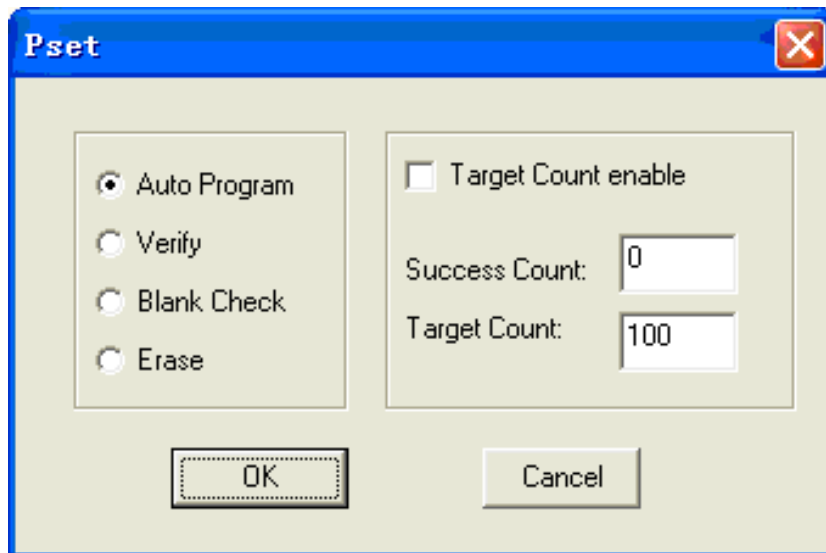 Pset
Auto Program
Verify
Blank Check
Erase
Target Count enable
Success Count: 0
Target Count: 100
OK
Cancel